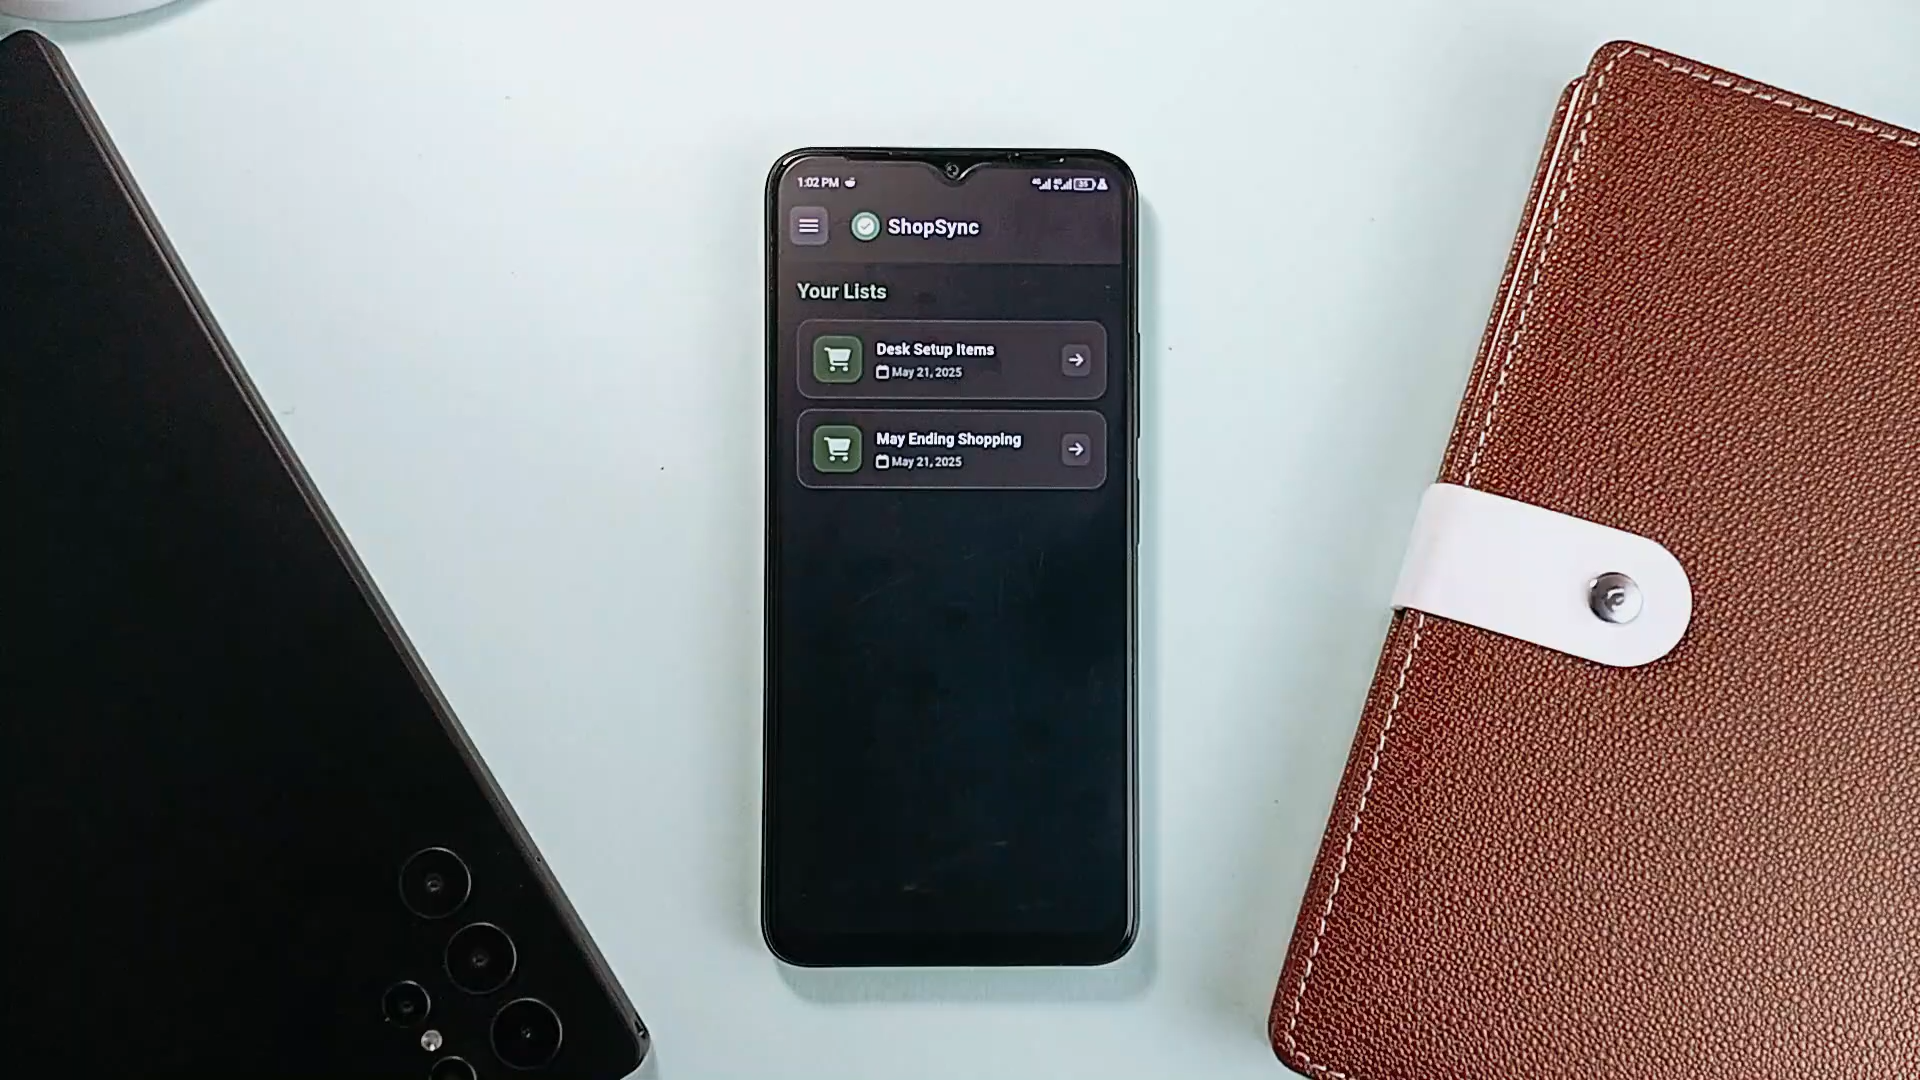 1:02 PM
ShopSync
Your Lists
Desk Setup Items
May 21, 2025
May Ending Shopping
May 21, 2025